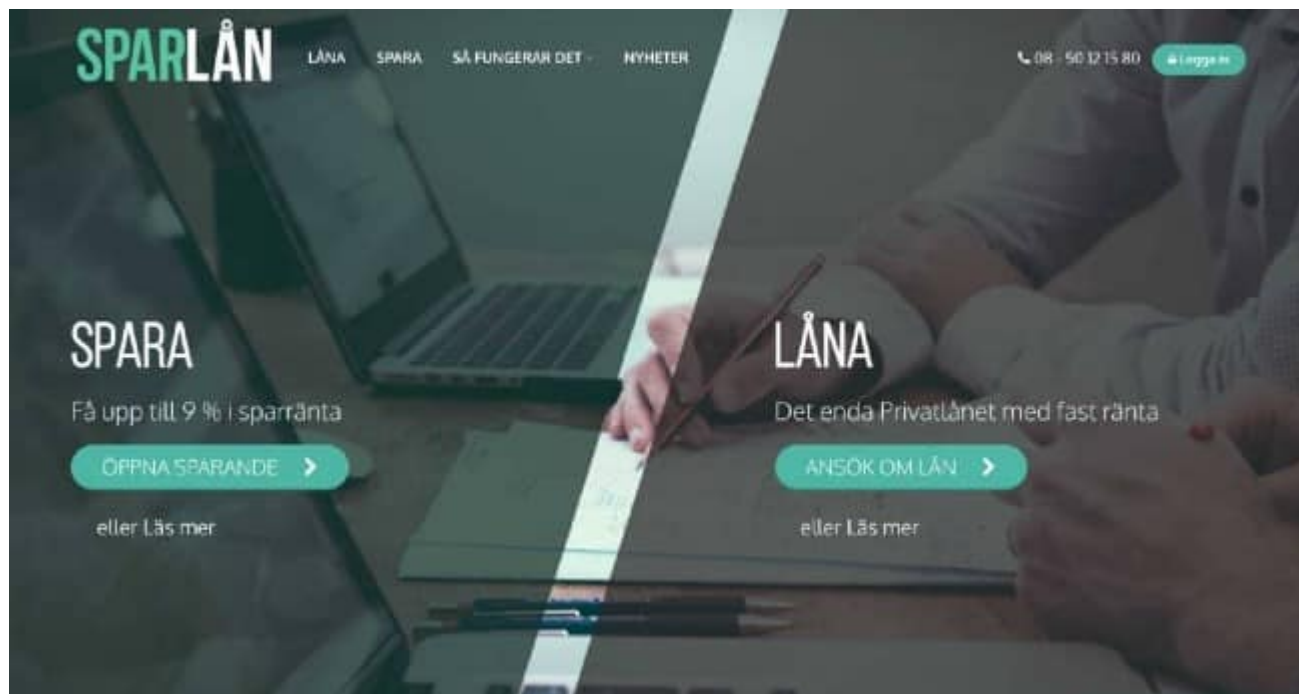 SPARLÅN
LÅNA
SPARA
SÅ FUNGERAR DET
NYHETER
08 - 50 12 15 80
Logga in
SPARA
Få upp till 9 % i sparränta
ÖPPNA SPARANDE
eller Läs mer
LÅNA
Det enda Privatlånet med fast ränta
ANSÖK OM LÅN
eller Läs mer